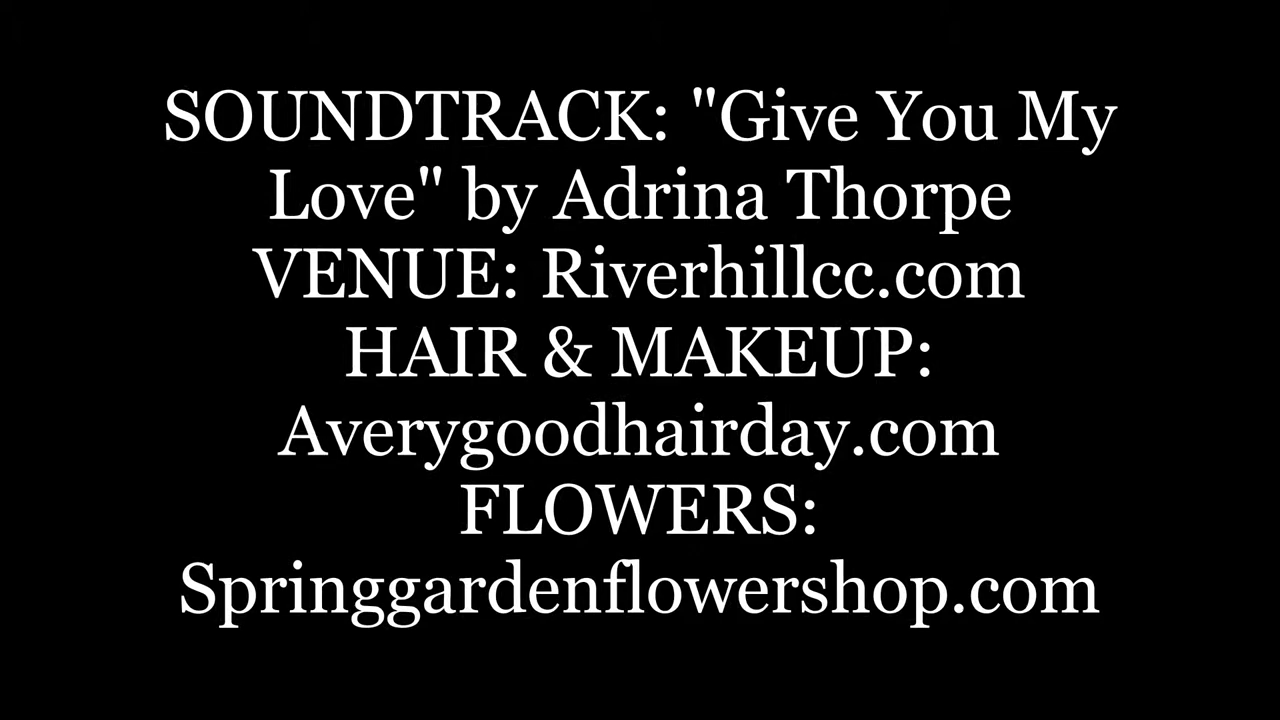 SOUNDTRACK: "Give You My
Love" by Adrina Thorpe
VENUE: Riverhillcc.com
HAIR & MAKEUP:
Averygoodhairday.com
FLOWERS:
Springgardenflowershop.com